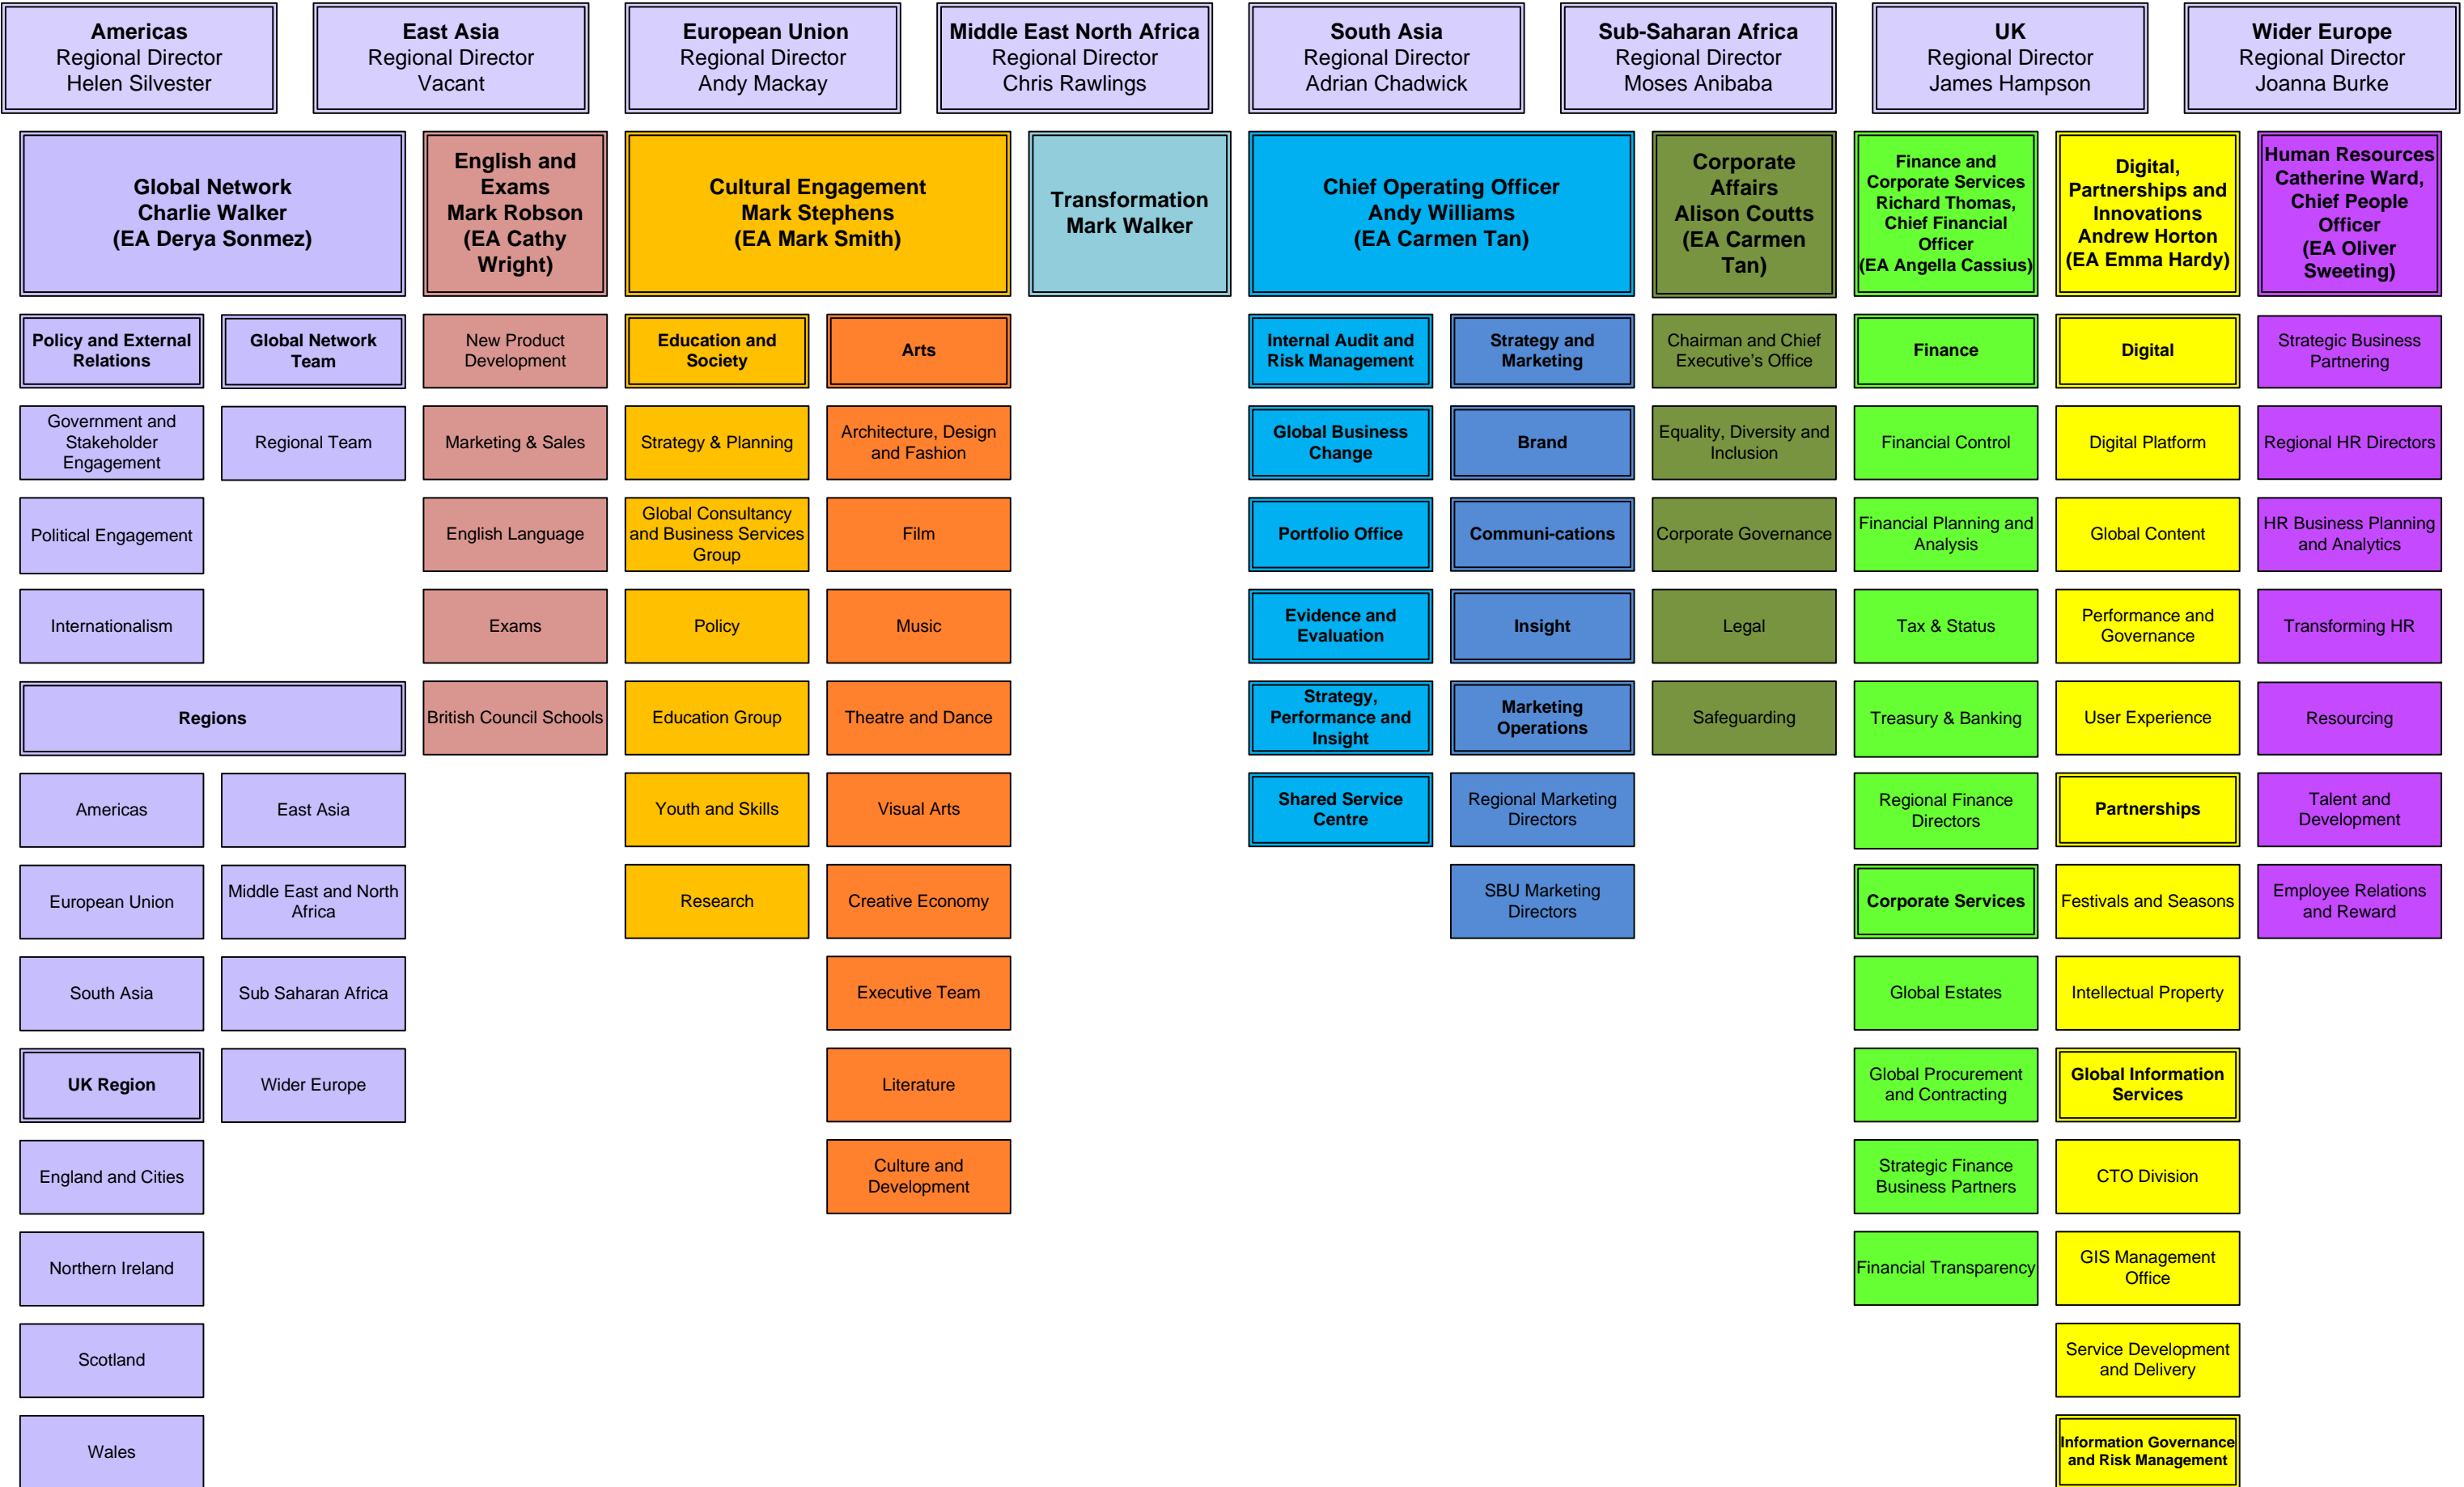 Americas
Regional Director
Helen Silvester
East Asia
Regional Director
Vacant
European Union
Regional Director
Andy Mackay
Middle East North Africa
Regional Director
Chris Rawlings
South Asia
Regional Director
Adrian Chadwick
Sub-Saharan Africa
Regional Director
Moses Anibaba
UK
Regional Director
James Hampson
Wider Europe
Regional Director
Joanna Burke
Global Network
Charlie Walker
(EA Derya Sonmez)
English and
Exams
Mark Robson
(EA Cathy
Wright)
Cultural Engagement
Mark Stephens
(EA Mark Smith)
Transformation
Mark Walker
Chief Operating Officer
Andy Williams
(EA Carmen Tan)
Corporate
Affairs
Alison Coutts
(EA Carmen
Tan)
Finance and
Corporate Services
Richard Thomas,
Chief Financial
Officer
(EA Angella Cassius)
Digital,
Partnerships and
Innovations
Andrew Horton
(EA Emma Hardy)
Human Resources
Catherine Ward,
Chief People
Officer
(EA Oliver
Sweeting)
Policy and External
Relations
Global Network
Team
New Product
Development
Education and
Society
Arts
Internal Audit and
Risk Management
Strategy and
Marketing
Chairman and Chief
Executive's Office
Finance
Digital
Strategic Business
Partnering
Government and
Stakeholder
Engagement
Regional Team
Marketing & Sales
Strategy & Planning
Architecture, Design
and Fashion
Global Business
Change
Brand
Equality, Diversity and
Inclusion
Financial Control
Digital Platform
Regional HR Directors
Political Engagement
English Language
Global Consultancy
and Business Services
Group
Film
Portfolio Office
Communi-cations
Corporate Governance
Financial Planning and
Analysis
Global Content
HR Business Planning
and Analytics
Internationalism
Exams
Policy
Music
Evidence and
Evaluation
Insight
Legal
Tax & Status
Performance and
Governance
Transforming HR
Regions
British Council Schools
Education Group
Theatre and Dance
Strategy,
Performance and
Insight
Marketing
Operations
Safeguarding
Treasury & Banking
User Experience
Resourcing
Americas
East Asia
Youth and Skills
Visual Arts
Shared Service
Centre
Regional Marketing
Directors
Regional Finance
Directors
Partnerships
Talent and
Development
European Union
Middle East and North
Africa
Research
Creative Economy
SBU Marketing
Directors
Corporate Services
Festivals and Seasons
Employee Relations
and Reward
South Asia
Sub Saharan Africa
Executive Team
Global Estates
Intellectual Property
UK Region
Wider Europe
Literature
Global Procurement
and Contracting
Global Information
Services
England and Cities
Culture and
Development
Strategic Finance
Business Partners
CTO Division
Northern Ireland
Financial Transparency
GIS Management
Office
Scotland
Service Development
and Delivery
Wales
Information Governance
and Risk Management